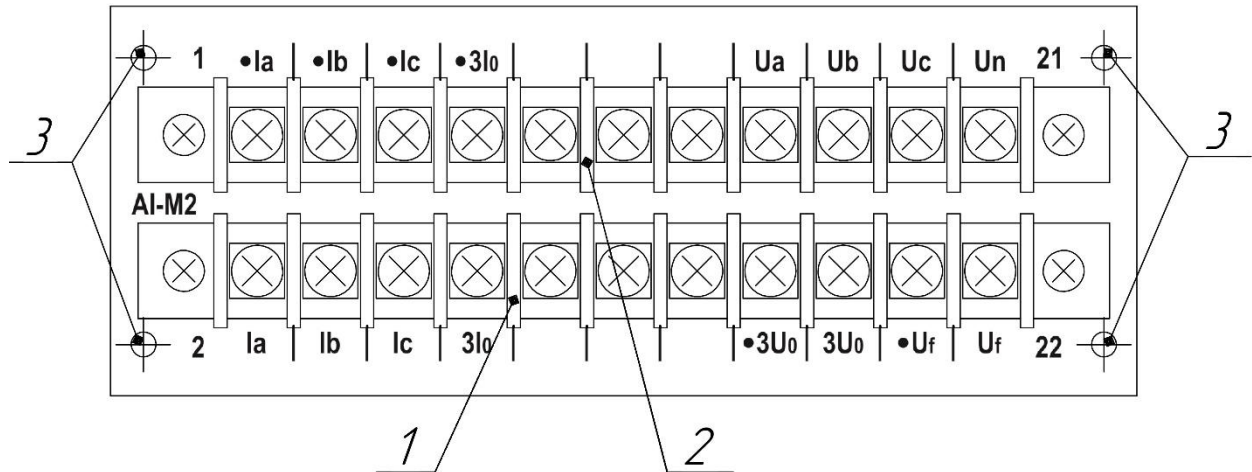 1 •Ia •Ib •Ic •3I₀ Ua Ub Uc Un 21
3 3
AI-M2
2 Ia Ib Ic 3I₀ •3U₀ 3U₀ •Uf Uf 22
1 2